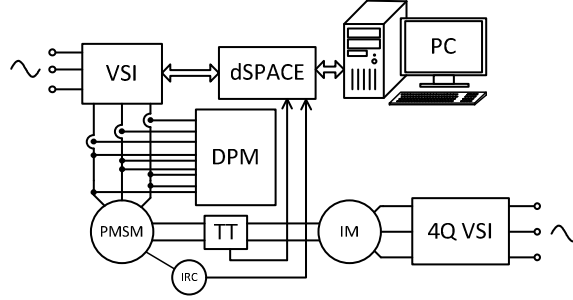 VSI
dSPACE
PC
DPM
PMSM
TT
IM
4Q VSI
IRC